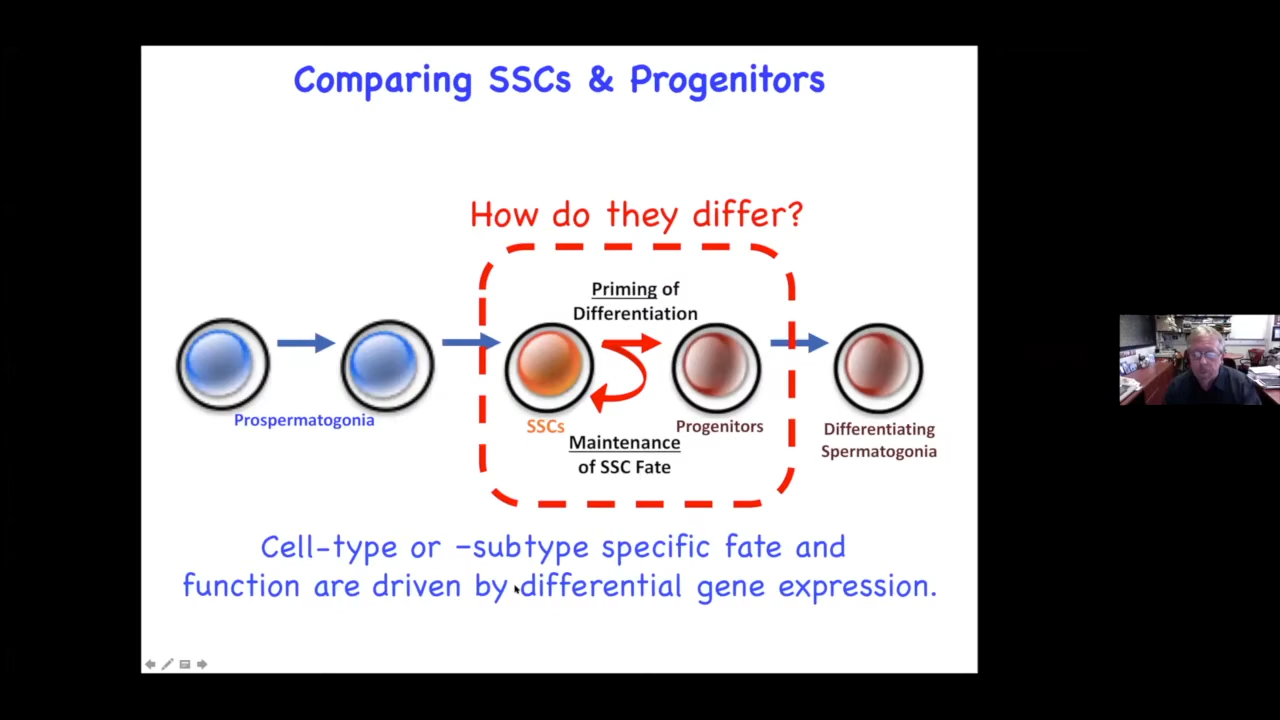 Comparing SSCs & Progenitors
How do they differ?
Priming of
Differentiation
Prospermatogonia
SSCs
Progenitors
Maintenance
of SSC Fate
Differentiating
Spermatogonia
Cell-type or –subtype specific fate and
function are driven by differential gene expression.